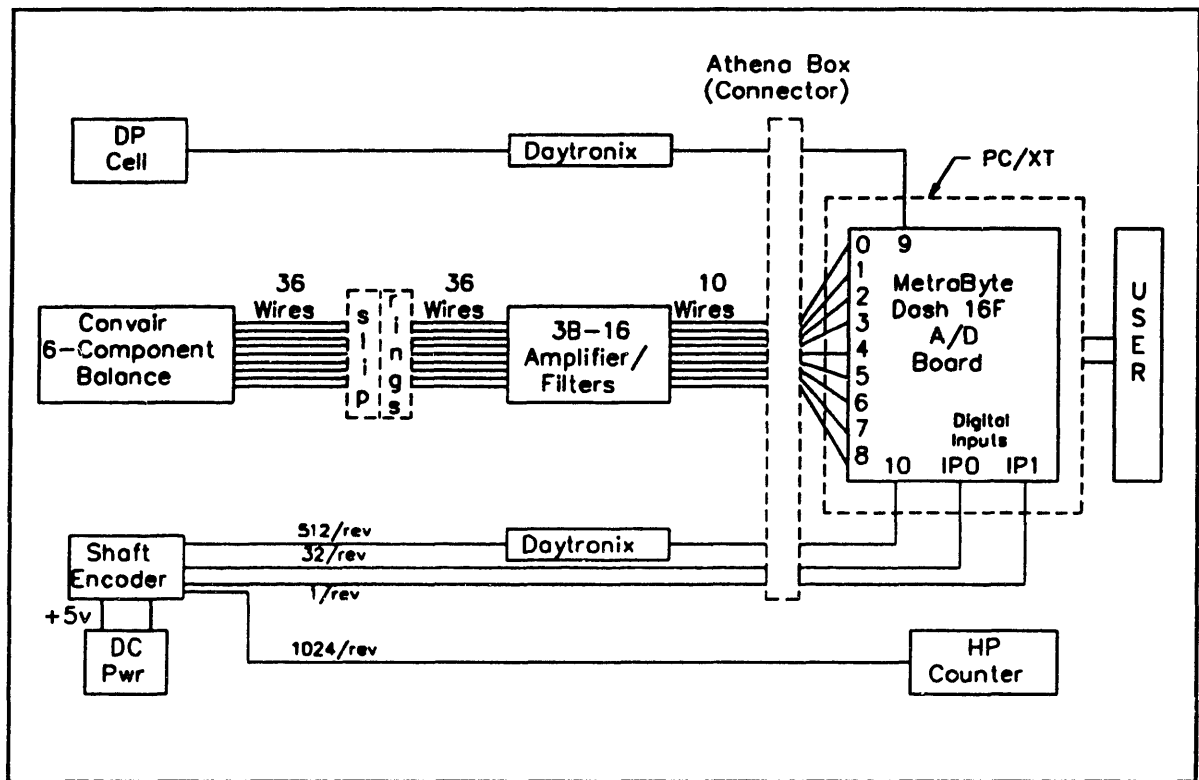 Athena Box
(Connector)
DP
Cell
Daytronix
PC/XT
0 9
1
2
3
4
5
6
7
8
MetraByte
Dash 16F
A/D
Board
Digital
Inputs
10 IP0 IP1
USER
36
Wires
36
Wires
10
Wires
Convair
6-Component
Balance
slip
rings
3B-16
Amplifier/
Filters
512/rev
32/rev
1/rev
Daytronix
Shaft
Encoder
+5v
DC
Pwr
1024/rev
HP
Counter